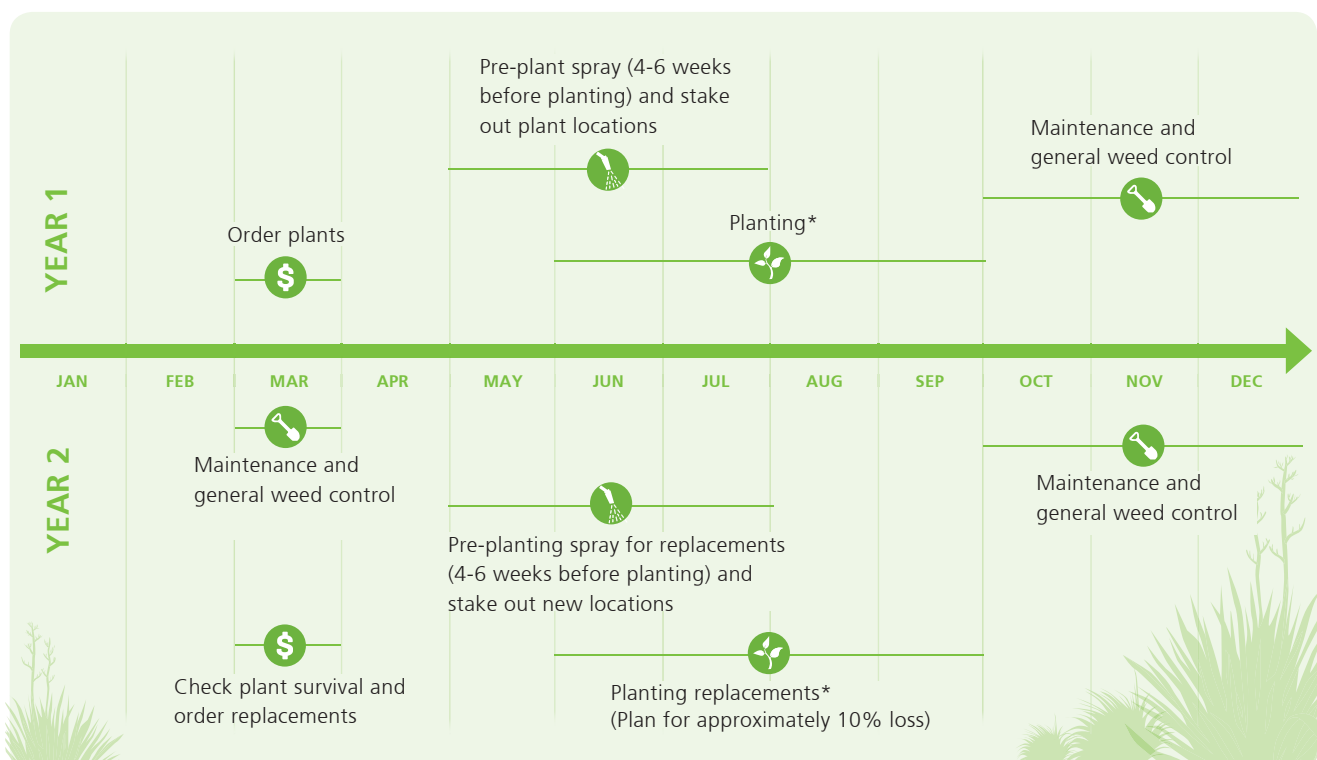 YEAR 1
Order plants
Pre-plant spray (4-6 weeks
before planting) and stake
out plant locations
Planting*
Maintenance and
general weed control
JAN FEB MAR APR MAY JUN JUL AUG SEP OCT NOV DEC
YEAR 2
Maintenance and
general weed control
Check plant survival and
order replacements
Pre-planting spray for replacements
(4-6 weeks before planting) and
stake out new locations
Planting replacements*
(Plan for approximately 10% loss)
Maintenance and
general weed control